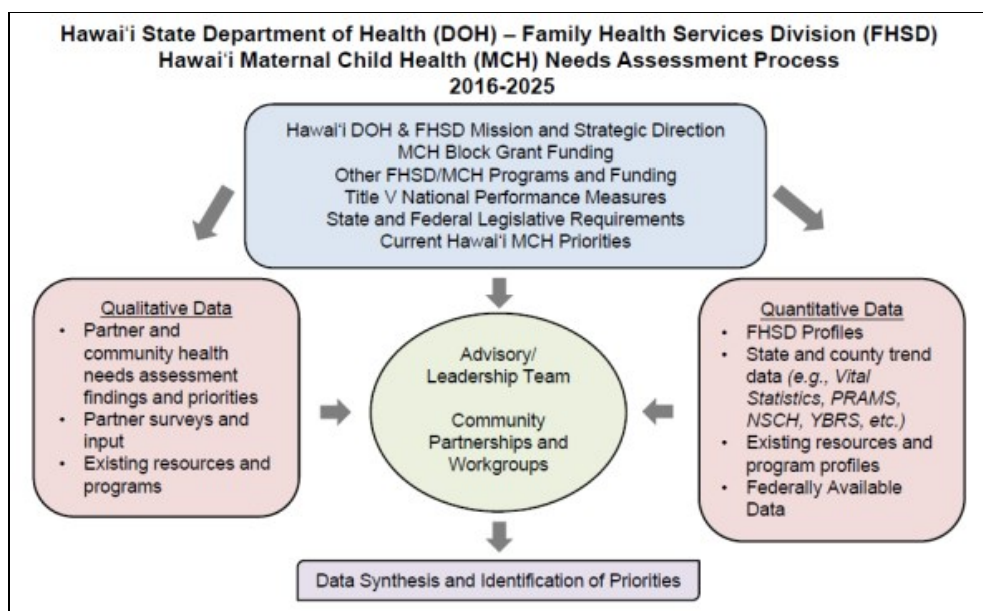 Hawai‘i State Department of Health (DOH) – Family Health Services Division (FHSD)
Hawai‘i Maternal Child Health (MCH) Needs Assessment Process
2016-2025
Hawai‘i DOH & FHSD Mission and Strategic Direction
MCH Block Grant Funding
Other FHSD/MCH Programs and Funding
Title V National Performance Measures
State and Federal Legislative Requirements
Current Hawai‘i MCH Priorities
Qualitative Data
• Partner and
community health
needs assessment
findings and priorities
• Partner surveys and
input
• Existing resources and
programs
Advisory/
Leadership Team
Community
Partnerships and
Workgroups
Quantitative Data
• FHSD Profiles
• State and county trend
data (e.g., Vital
Statistics, PRAMS,
NSCH, YBRS, etc.)
• Existing resources and
program profiles
• Federally Available
Data
Data Synthesis and Identification of Priorities